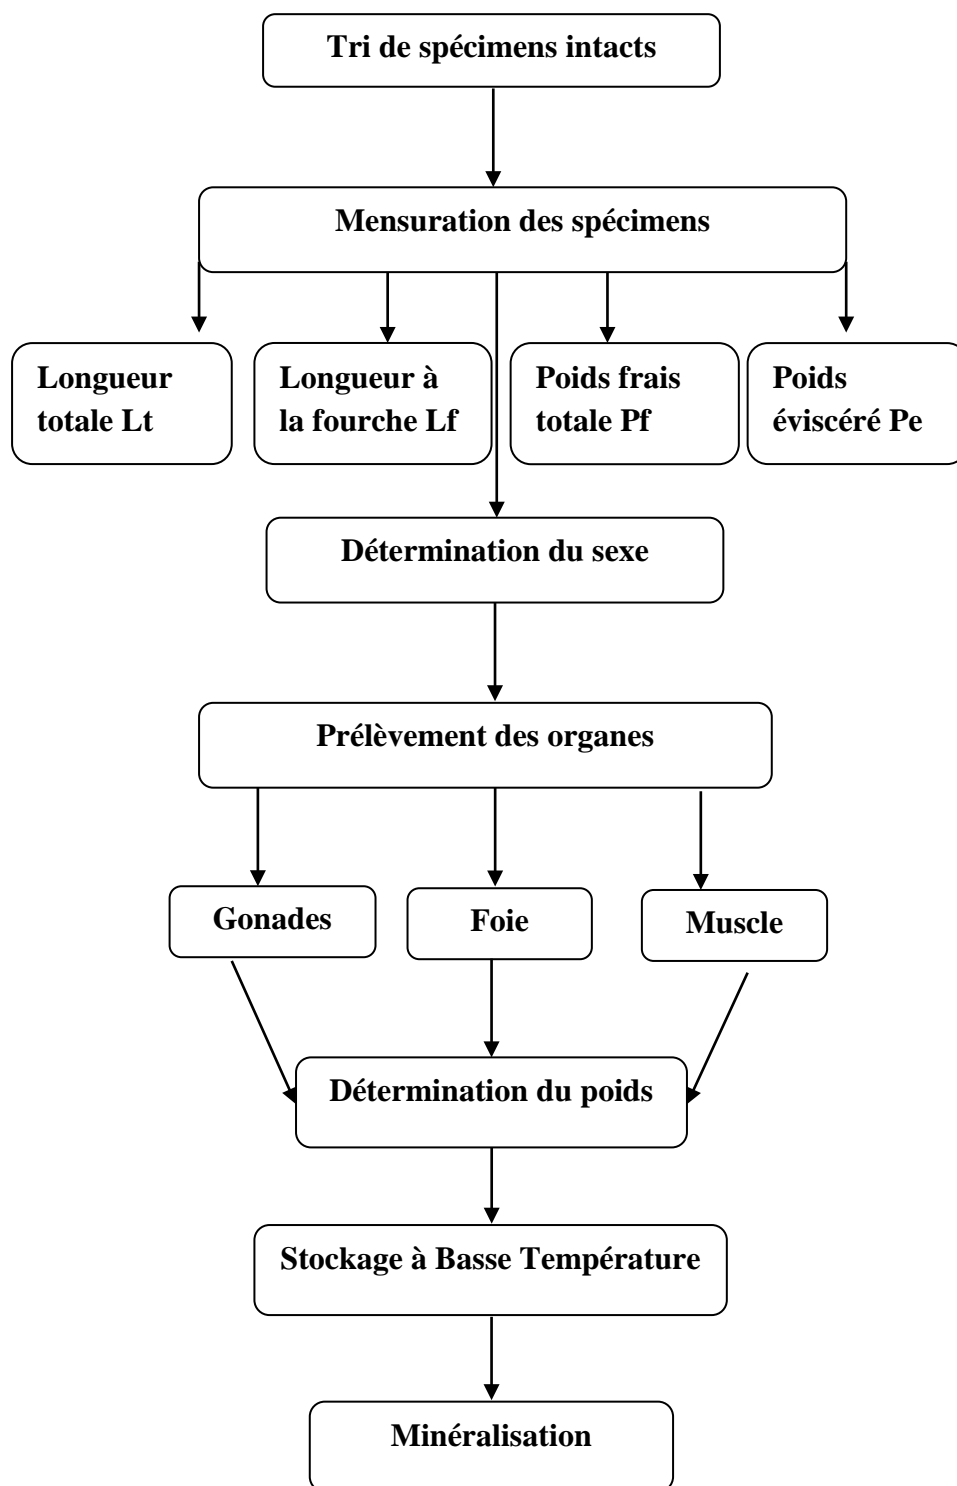 Tri de spécimens intacts
Mensuration des spécimens
Longueur
totale Lt
Longueur à
la fourche Lf
Poids frais
totale Pf
Poids
éviscéré Pe
Détermination du sexe
Prélèvement des organes
Gonades
Foie
Muscle
Détermination du poids
Stockage à Basse Température
Minéralisation